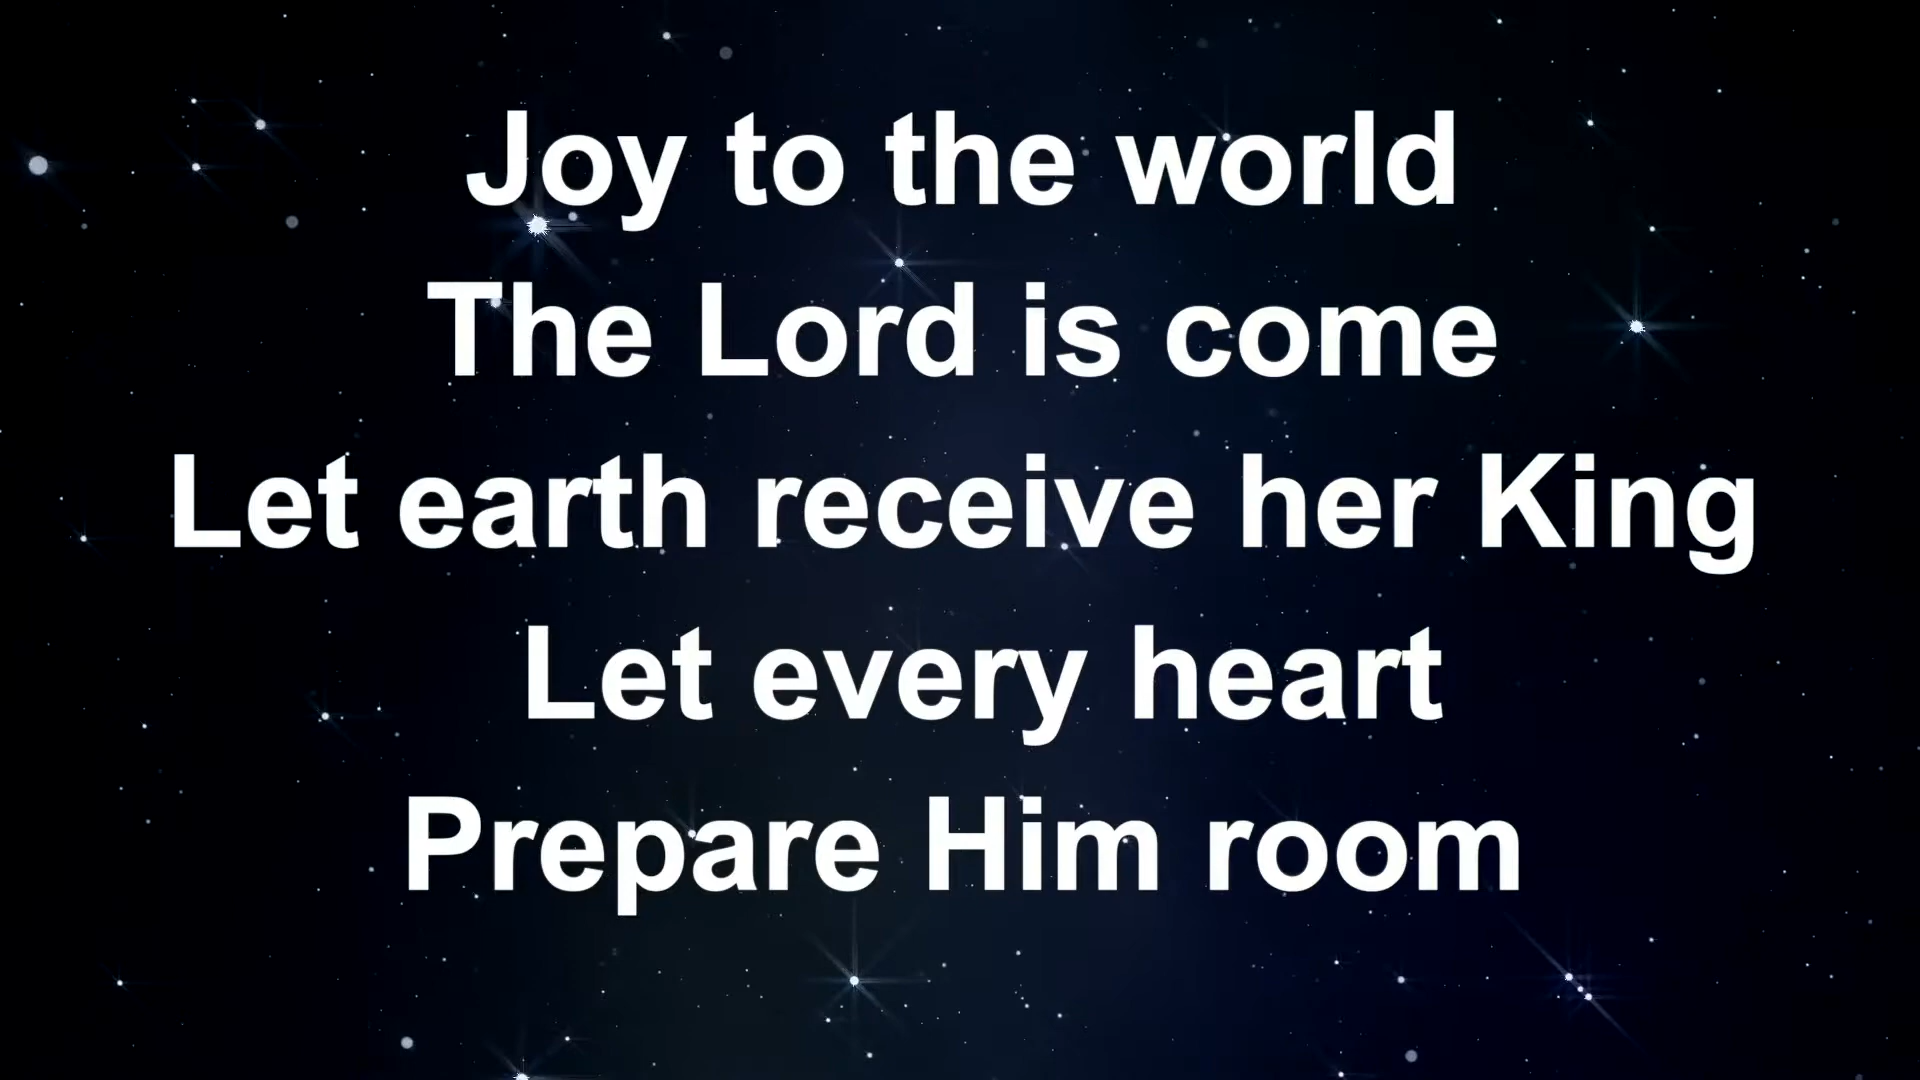 Joy to the world
The Lord is come
Let earth receive her King
Let every heart
Prepare Him room